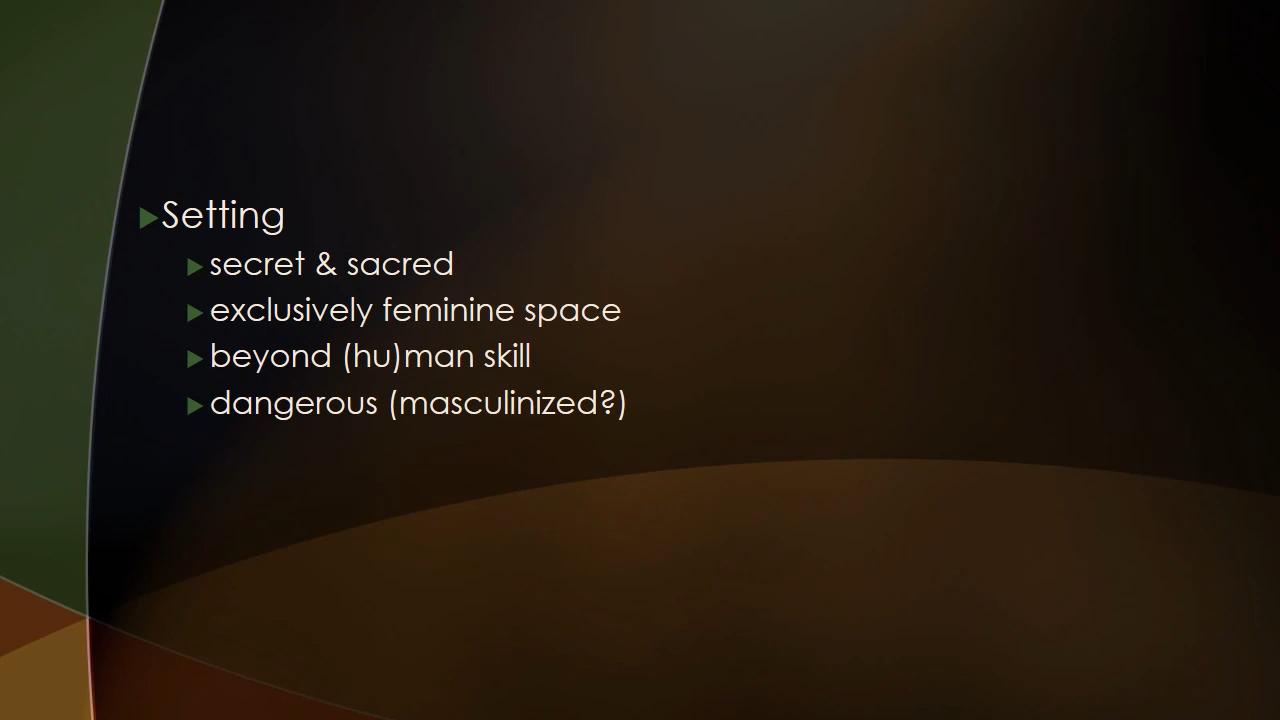 Setting
secret & sacred
exclusively feminine space
beyond (hu)man skill
dangerous (masculinized?)